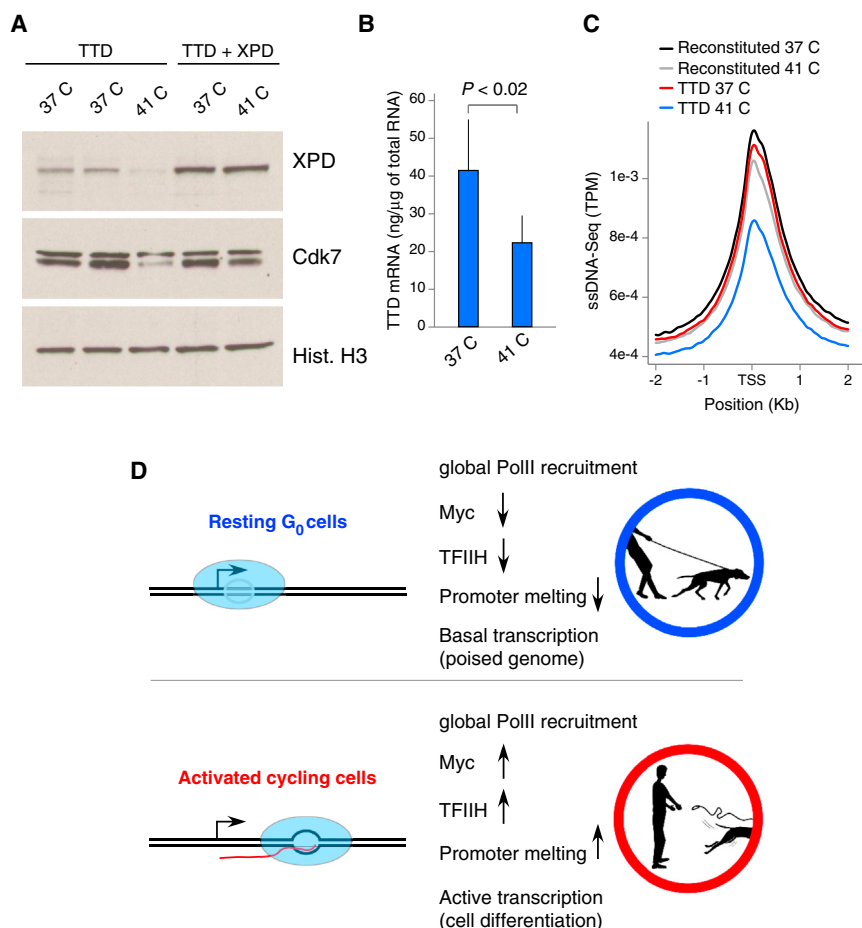 A
TTD
TTD + XPD
37 C
37 C
41 C
37 C
41 C
XPD
Cdk7
Hist. H3
B
P < 0.02
TTD mRNA (ng/μg of total RNA)
60
50
40
30
20
10
0
37 C
41 C
C
Reconstituted 37 C
Reconstituted 41 C
TTD 37 C
TTD 41 C
ssDNA-Seq (TPM)
1e-3
8e-4
6e-4
4e-4
-2
-1
TSS
1
2
Position (Kb)
D
Resting G0 cells
global PolII recruitment
Myc
TFIIH
Promoter melting
Basal transcription
(poised genome)
Activated cycling cells
global PolII recruitment
Myc
TFIIH
Promoter melting
Active transcription
(cell differentiation)